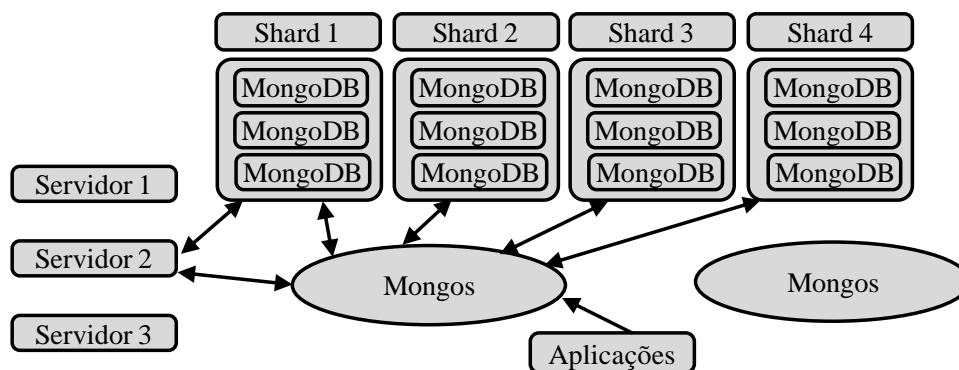 Shard 1
Shard 2
Shard 3
Shard 4
MongoDB
MongoDB
MongoDB
MongoDB
MongoDB
MongoDB
MongoDB
MongoDB
MongoDB
MongoDB
MongoDB
MongoDB
Servidor 1
Servidor 2
Servidor 3
Mongos
Mongos
Aplicações